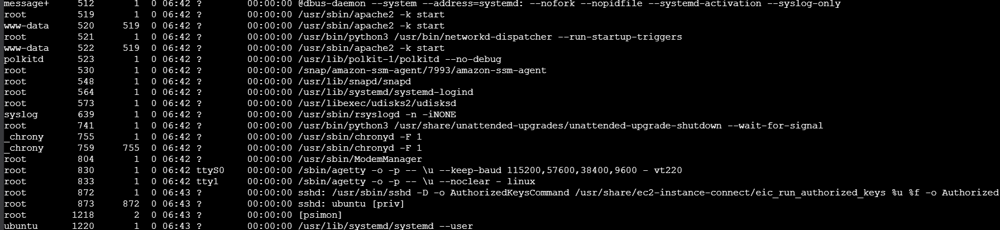 message+     512       1  0 06:42 ?        00:00:00 @dbus-daemon --system --address=systemd: --nofork --nopidfile --systemd-activation --syslog-only
root         519       1  0 06:42 ?        00:00:00 /usr/sbin/apache2 -k start
www-data     520     519  0 06:42 ?        00:00:00 /usr/sbin/apache2 -k start
root         521       1  0 06:42 ?        00:00:00 /usr/bin/python3 /usr/bin/networkd-dispatcher --run-startup-triggers
www-data     522     519  0 06:42 ?        00:00:00 /usr/sbin/apache2 -k start
polkitd      523       1  0 06:42 ?        00:00:00 /usr/lib/polkit-1/polkitd --no-debug
root         530       1  0 06:42 ?        00:00:00 /snap/amazon-ssm-agent/7993/amazon-ssm-agent
root         548       1  0 06:42 ?        00:00:00 /usr/lib/snapd/snapd
root         564       1  0 06:42 ?        00:00:00 /usr/lib/systemd/systemd-logind
root         573       1  0 06:42 ?        00:00:00 /usr/libexec/udisks2/udisksd
syslog       639       1  0 06:42 ?        00:00:00 /usr/sbin/rsyslogd -n -iNONE
root         741       1  0 06:42 ?        00:00:00 /usr/bin/python3 /usr/share/unattended-upgrades/unattended-upgrade-shutdown --wait-for-signal
_chrony      755       1  0 06:42 ?        00:00:00 /usr/sbin/chronyd -F 1
_chrony      759     755  0 06:42 ?        00:00:00 /usr/sbin/chronyd -F 1
root         804       1  0 06:42 ?        00:00:00 /usr/sbin/ModemManager
root         830       1  0 06:42 ttyS0    00:00:00 /sbin/agetty -o -p -- \u --keep-baud 115200,57600,38400,9600 - vt220
root         833       1  0 06:42 tty1     00:00:00 /sbin/agetty -o -p -- \u --noclear - linux
root         872       1  0 06:43 ?        00:00:00 sshd: /usr/sbin/sshd -D -o AuthorizedKeysCommand /usr/share/ec2-instance-connect/eic_run_authorized_keys %u %f -o Authorized
root         873     872  0 06:43 ?        00:00:00 sshd: ubuntu [priv]
root        1218       2  0 06:43 ?        00:00:00 [psimon]
ubuntu      1220       1  0 06:43 ?        00:00:00 /usr/lib/systemd/systemd --user